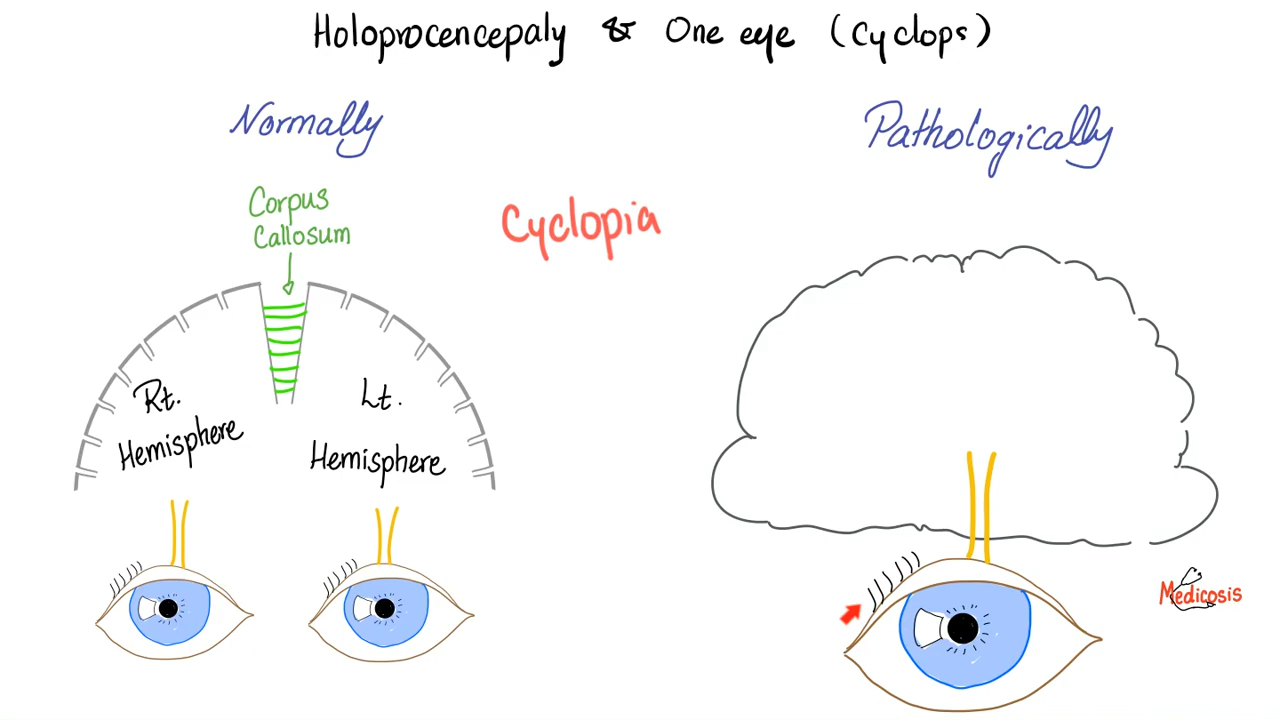 Holoprocencepaly & One eye (Cyclops)
Normally
Pathologically
Corpus
Callosum
Cyclopia
Rt.
Hemisphere
Lt.
Hemisphere
Medicosis